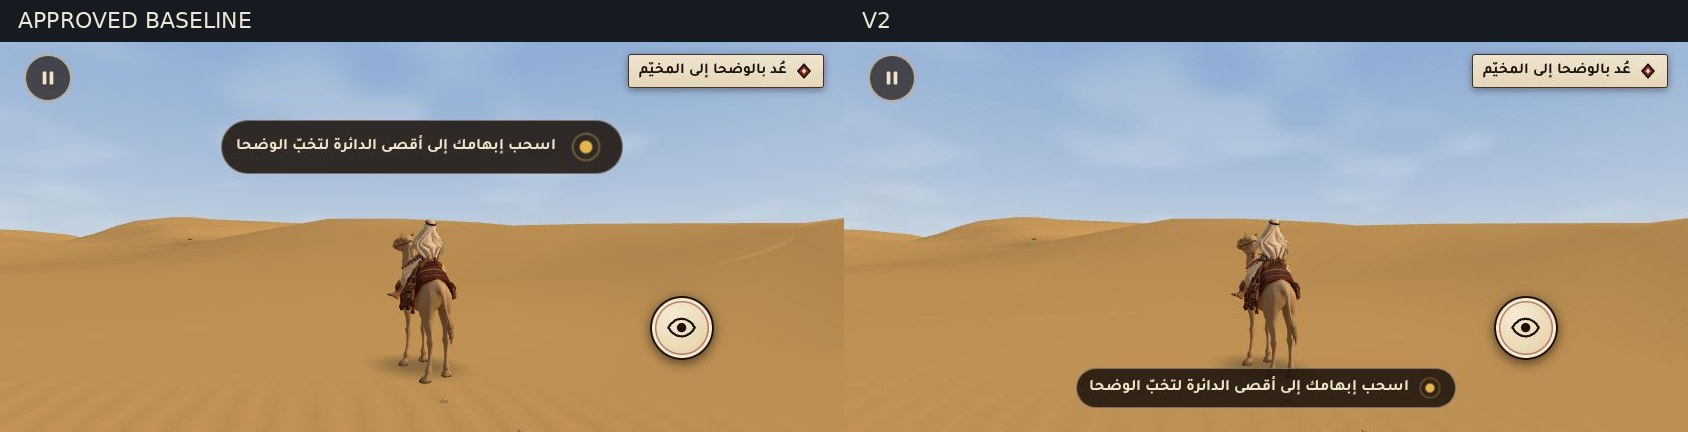 APPROVED BASELINE
عُد بالوضحا إلى المخيّم
اسحب إبهامك إلى أقصى الدائرة لتخبّ الوضحا
V2
عُد بالوضحا إلى المخيّم
اسحب إبهامك إلى أقصى الدائرة لتخبّ الوضحا